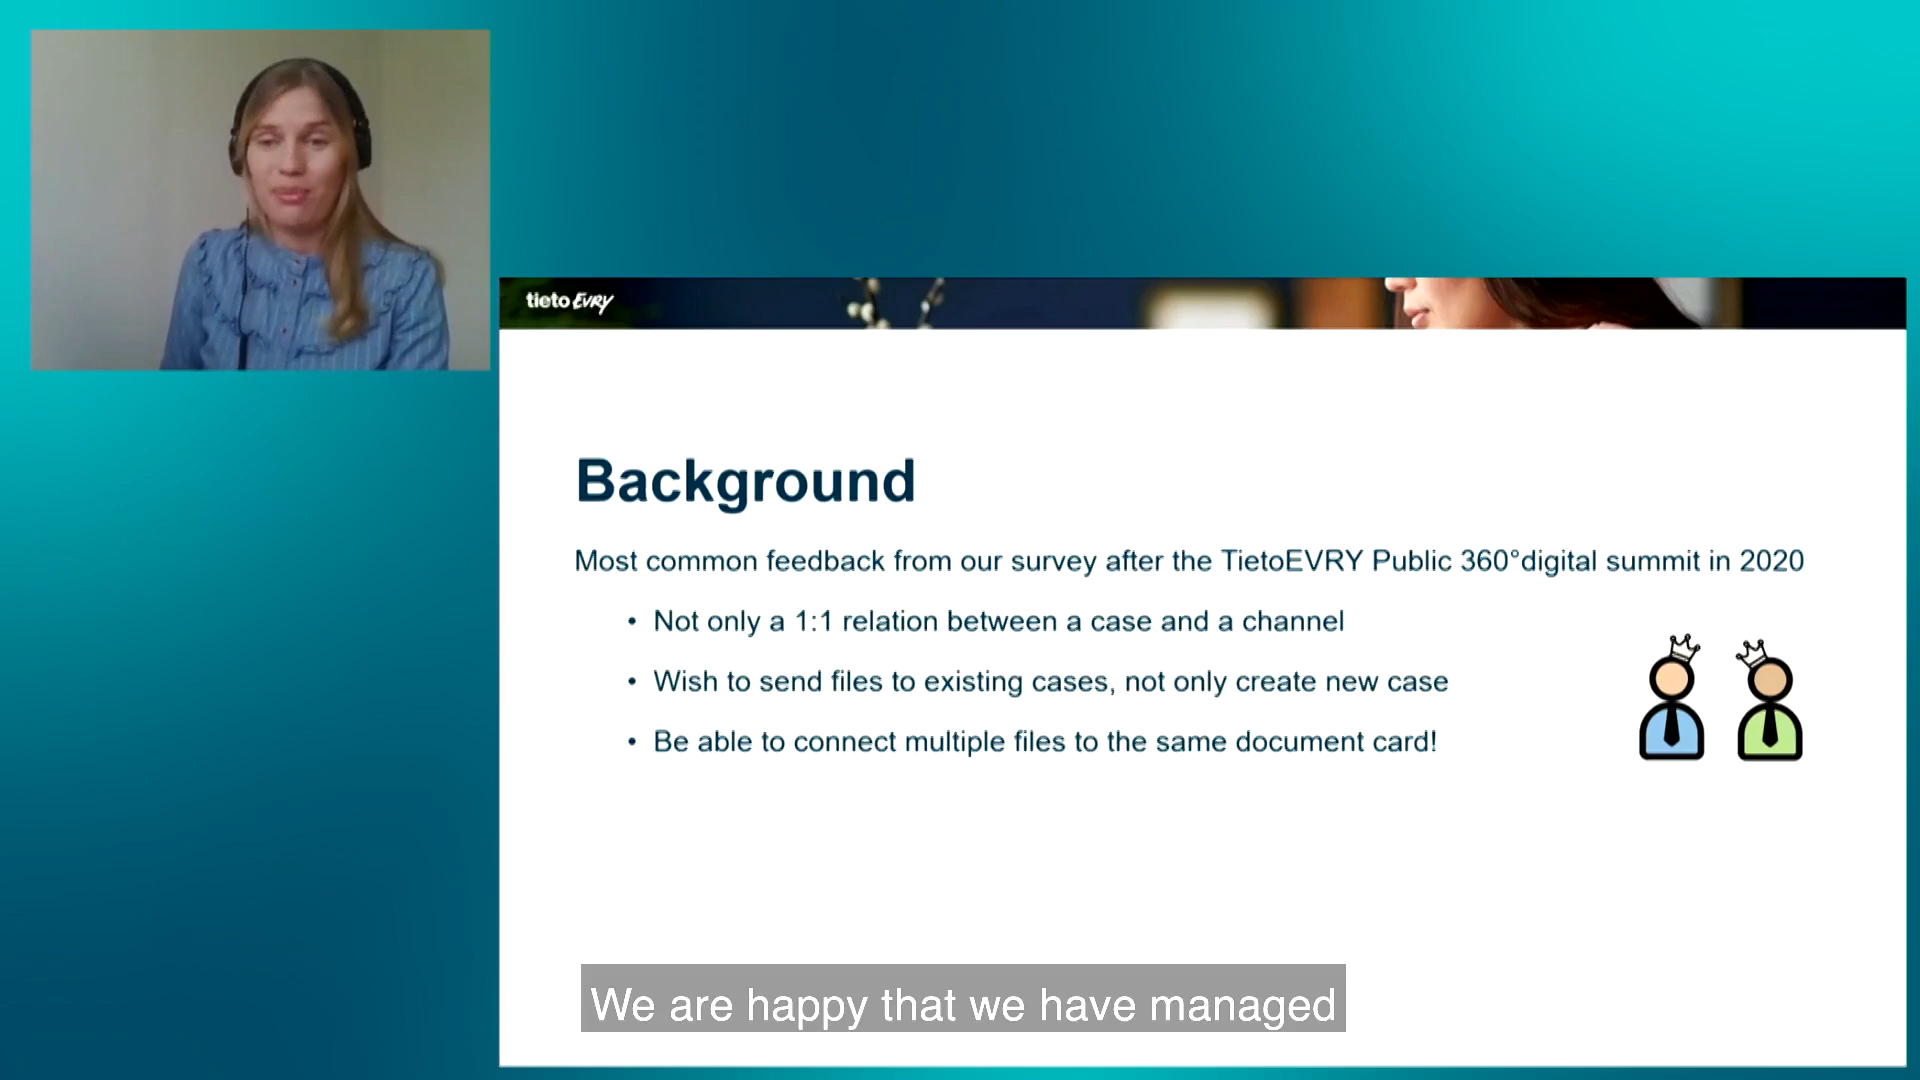 tieto EVRY
Background
Most common feedback from our survey after the TietoEVRY Public 360°digital summit in 2020
• Not only a 1:1 relation between a case and a channel
• Wish to send files to existing cases, not only create new case
• Be able to connect multiple files to the same document card!
We are happy that we have managed